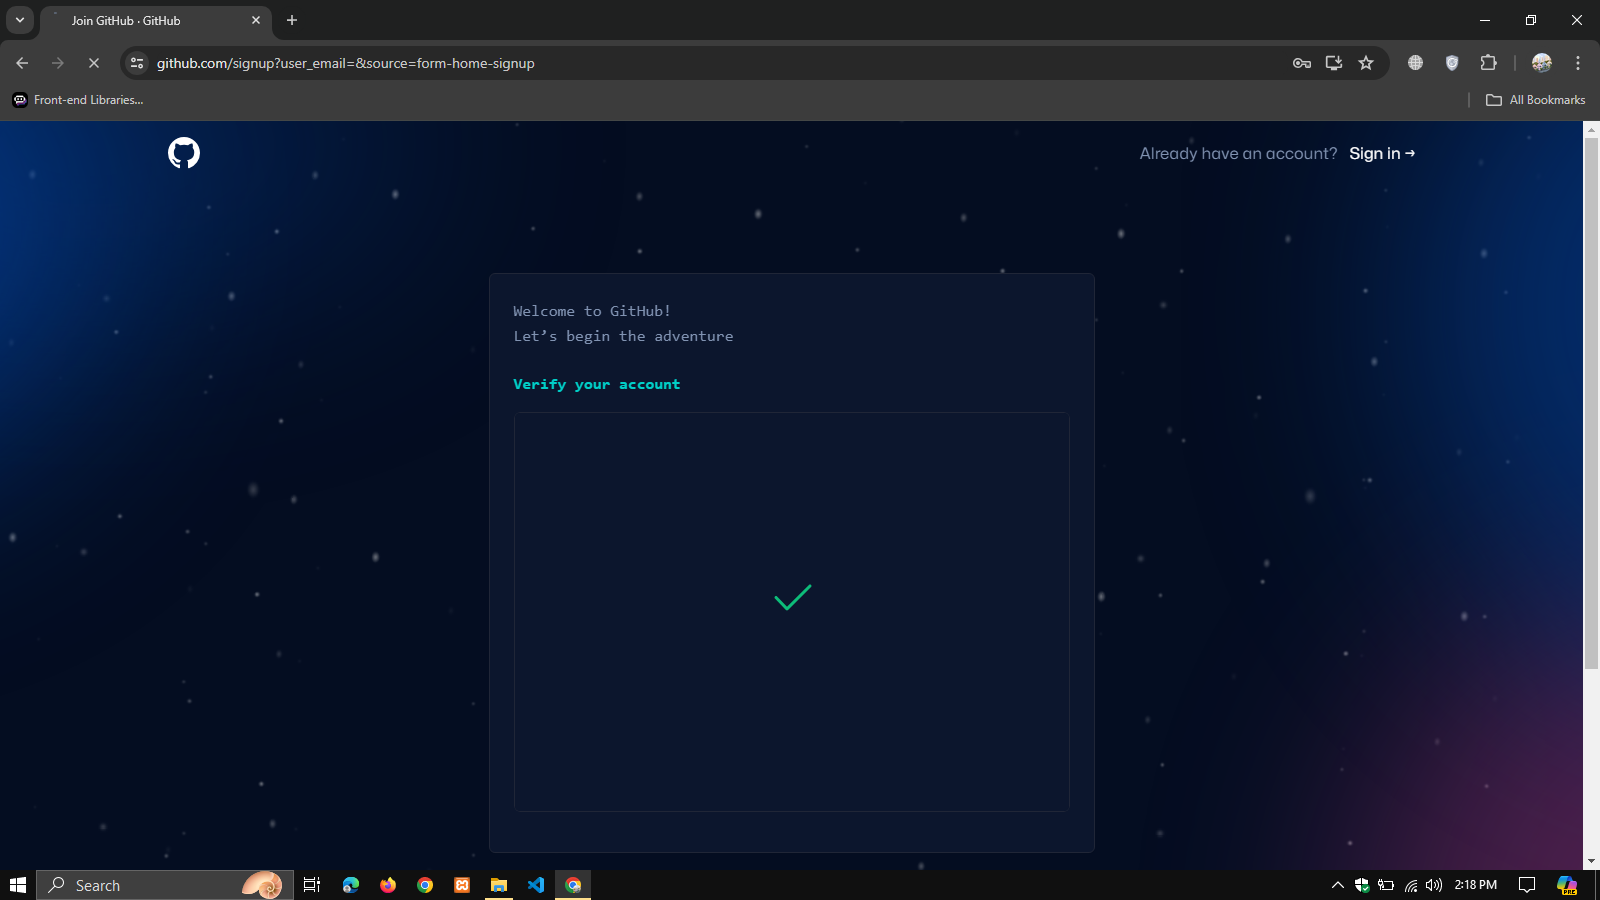 Join GitHub · GitHub
github.com/signup?user_email=&source=form-home-signup
Front-end Libraries...
All Bookmarks
Already have an account? Sign in →
Welcome to GitHub!
Let’s begin the adventure
Verify your account
Search
2:18 PM
PRE